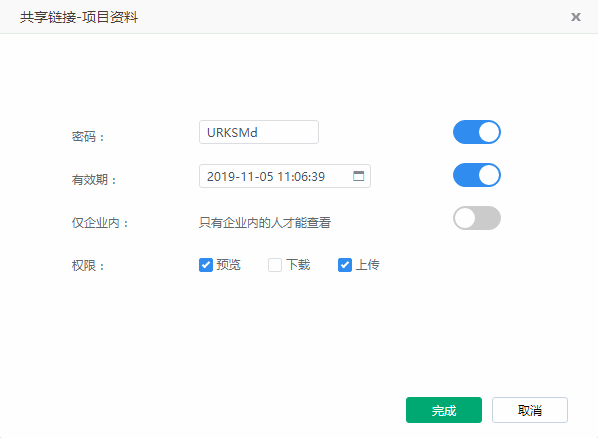 共享链接-项目资料
密码：
URKSMd
有效期：
2019-11-05 11:06:39
仅企业内：
只有企业内的人才能查看
权限：
预览
下载
上传
完成
取消